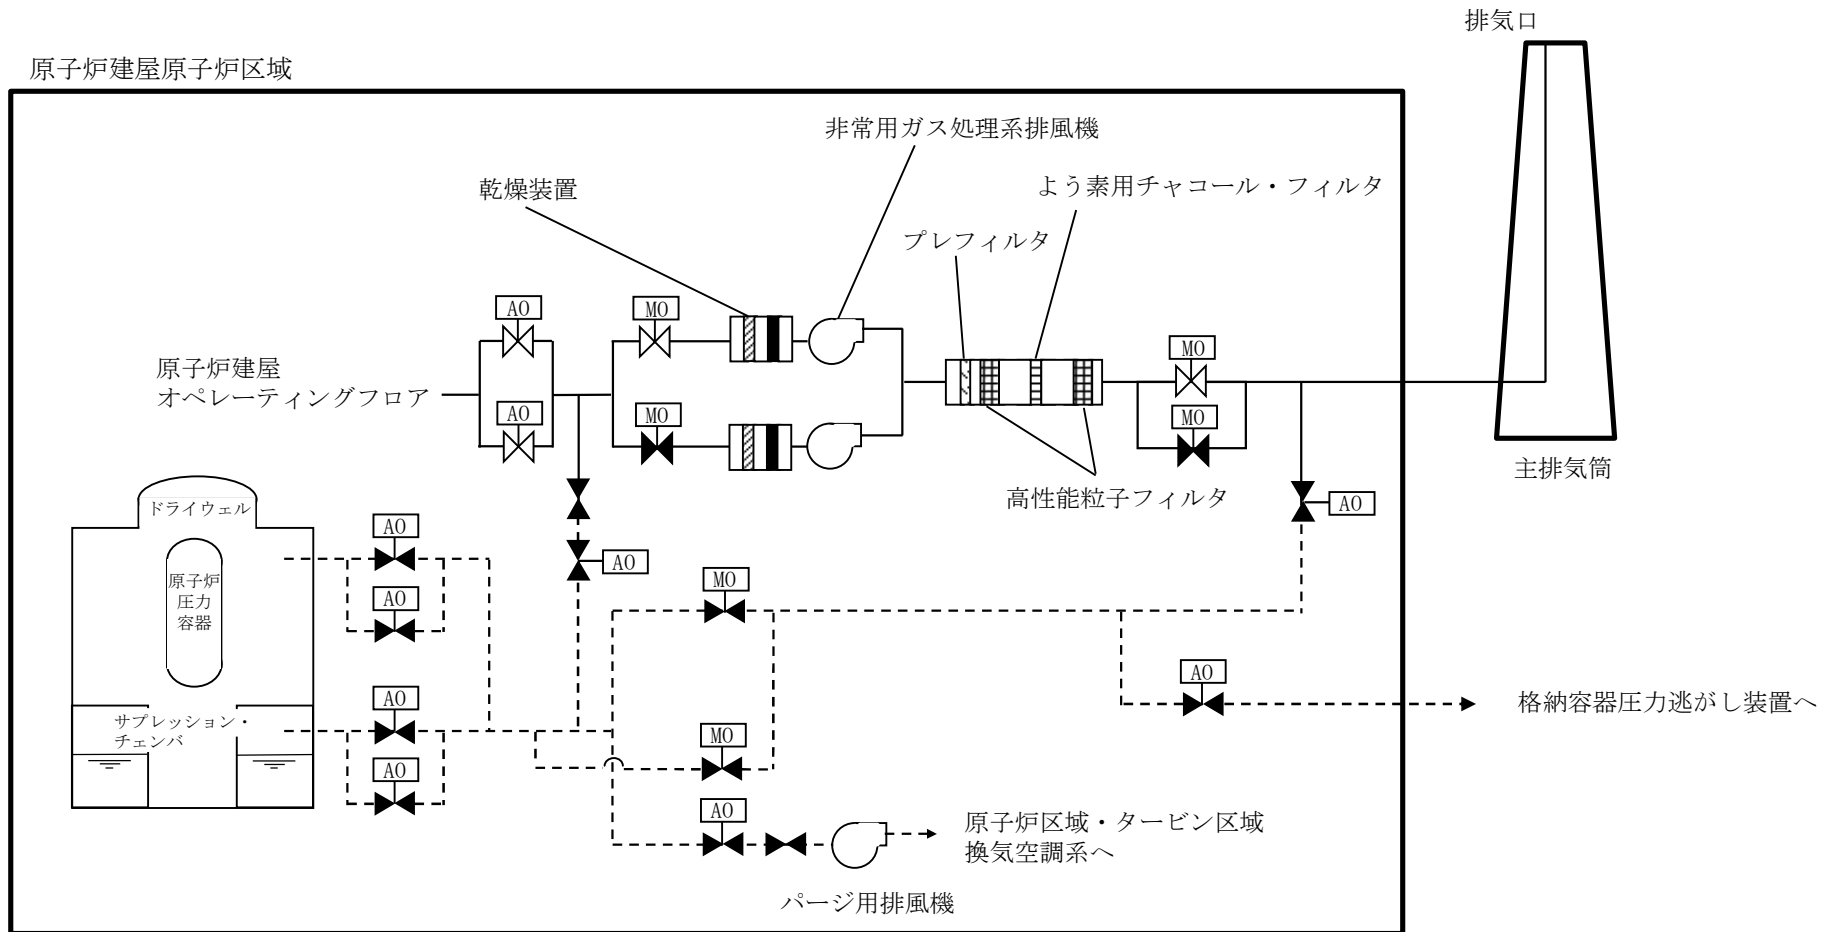 排気口
原子炉建屋原子炉区域
非常用ガス処理系排風機
乾燥装置
よう素用チャコール・フィルタ
プレフィルタ
AO
MO
MO
原子炉建屋
オペレーティングフロア
AO
MO
MO
主排気筒
高性能粒子フィルタ
ドライウェル
AO
AO
AO
原子炉
圧力
容器
MO
AO
AO
AO
格納容器圧力逃がし装置へ
サプレッション・
チェンバ
MO
AO
AO
原子炉区域・タービン区域
換気空調系へ
パージ用排風機